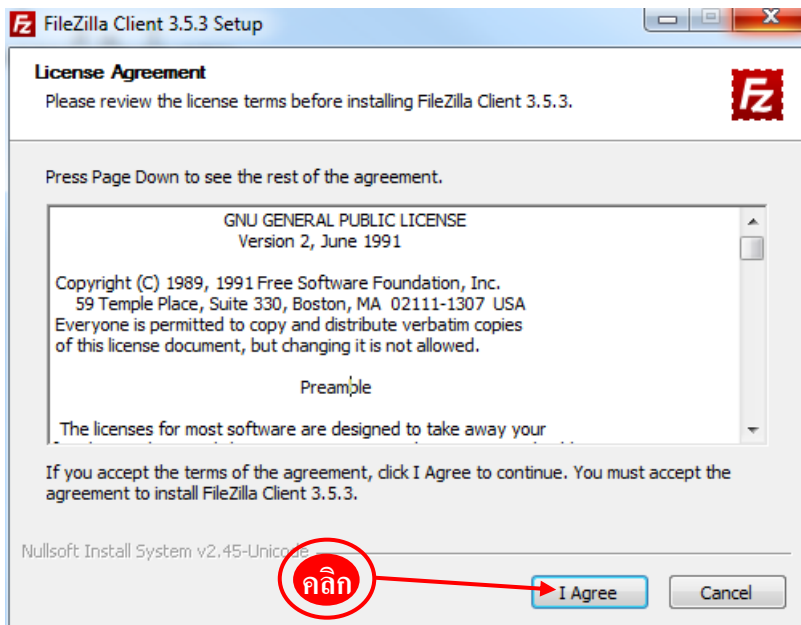 FileZilla Client 3.5.3 Setup
License Agreement
Please review the license terms before installing FileZilla Client 3.5.3.
Press Page Down to see the rest of the agreement.
GNU GENERAL PUBLIC LICENSE
Version 2, June 1991
Copyright (C) 1989, 1991 Free Software Foundation, Inc.
59 Temple Place, Suite 330, Boston, MA 02111-1307 USA
Everyone is permitted to copy and distribute verbatim copies
of this license document, but changing it is not allowed.
Preamble
The licenses for most software are designed to take away your
If you accept the terms of the agreement, click I Agree to continue. You must accept the
agreement to install FileZilla Client 3.5.3.
Nullsoft Install System v2.45-Unicode
คลิก
I Agree
Cancel